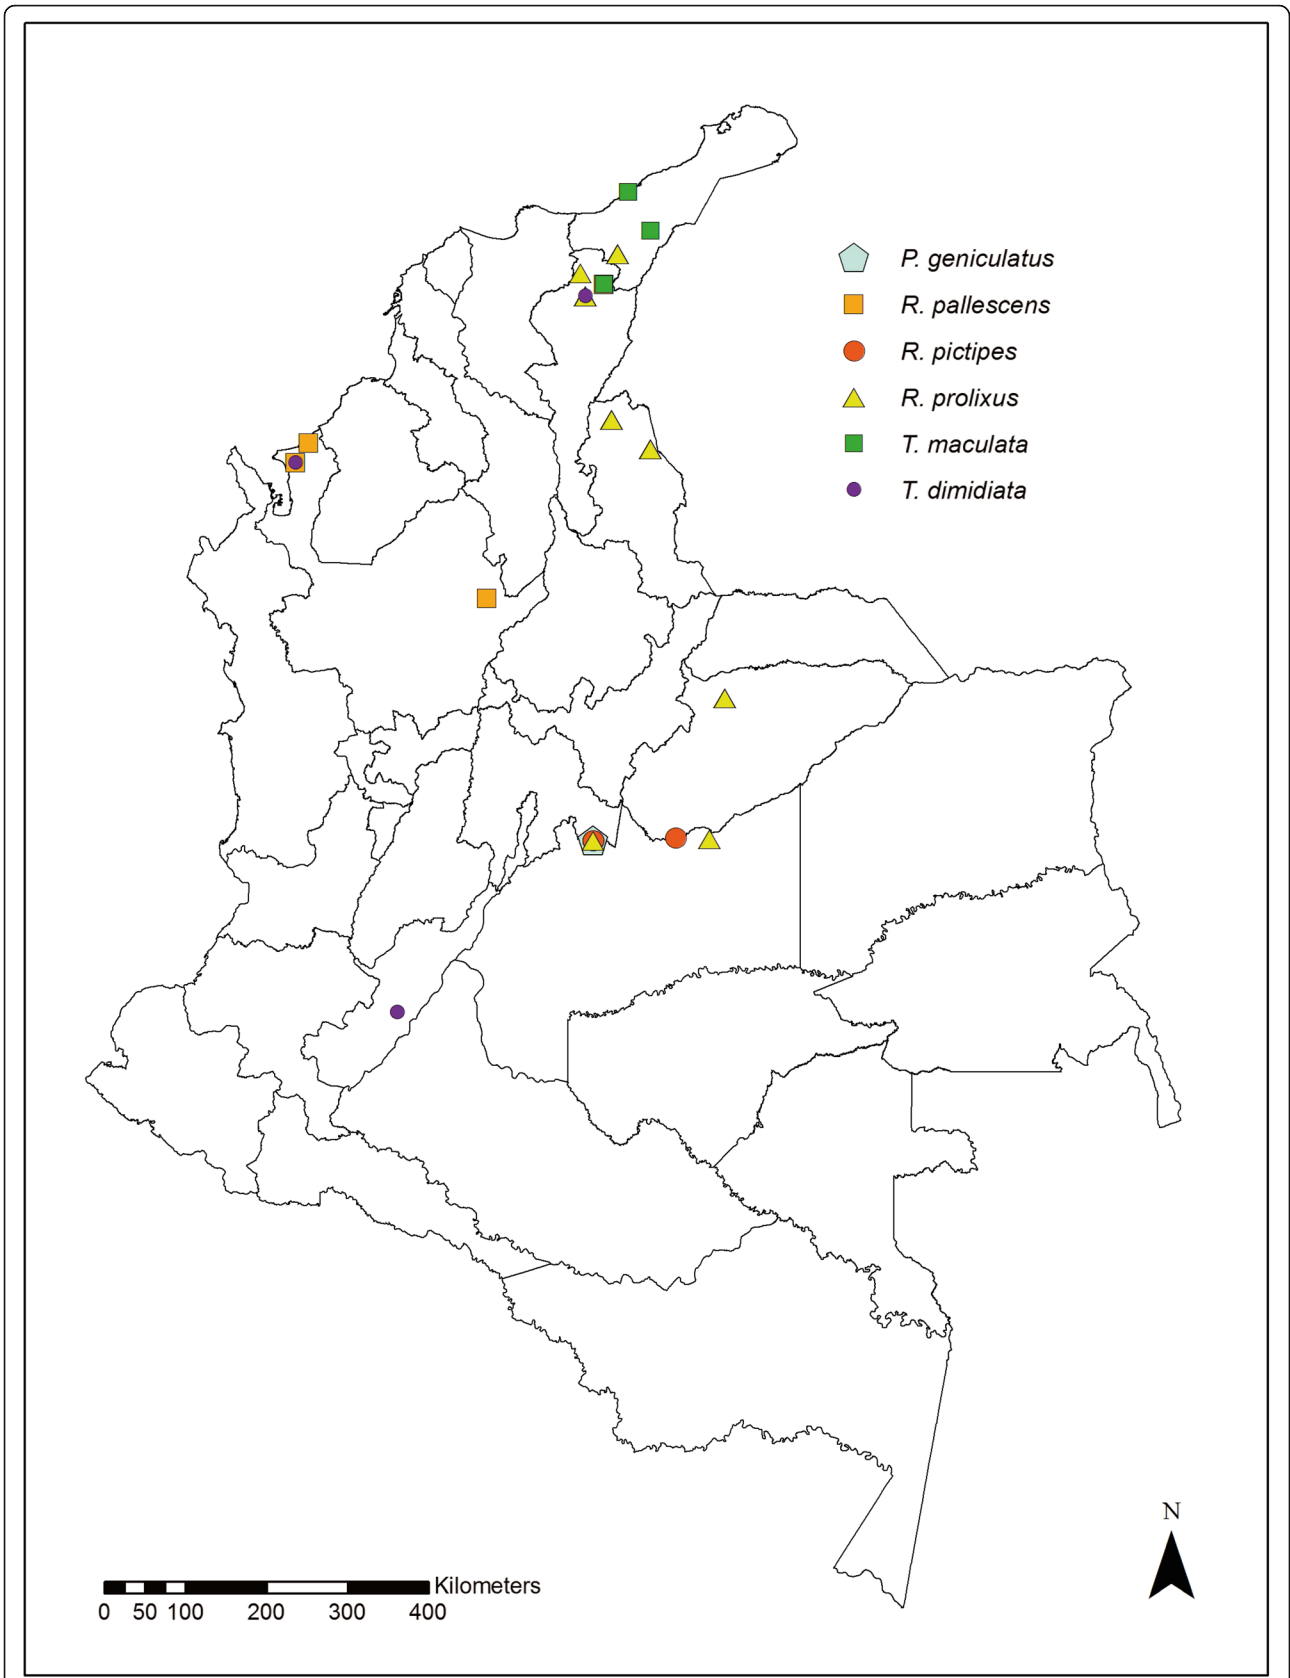 P. geniculatus
R. pallescens
R. pictipes
R. prolixus
T. maculata
T. dimidiata
N
Kilometers
0 50 100 200 300 400